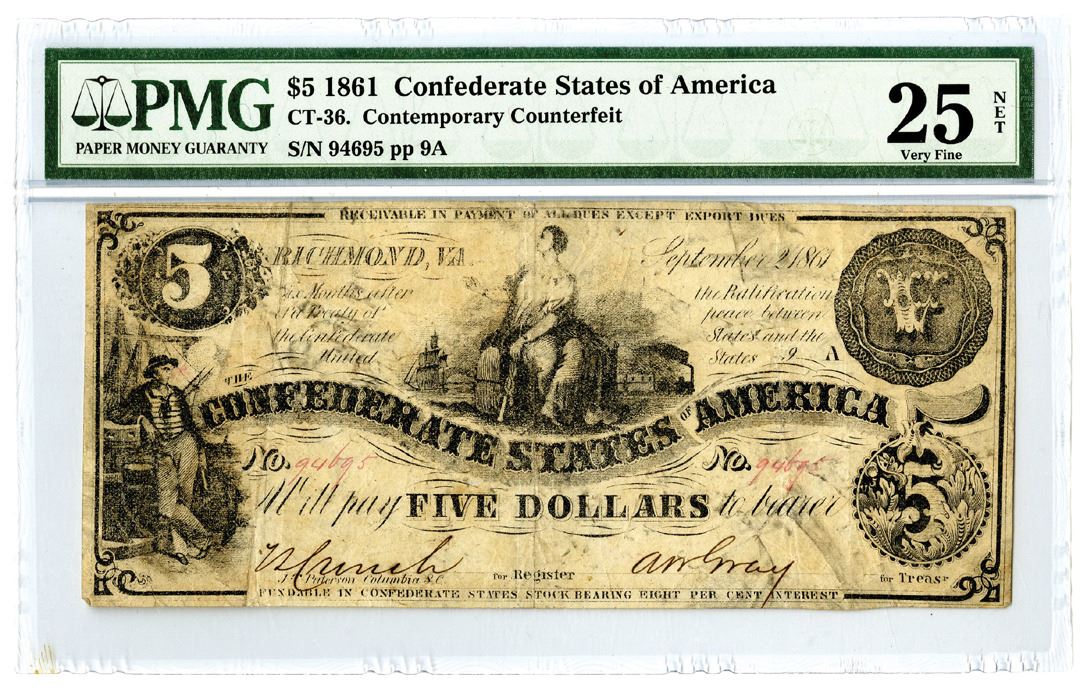 PMG
PAPER MONEY GUARANTY
$5 1861 Confederate States of America
CT-36. Contemporary Counterfeit
S/N 94695 pp 9A
25
NET
Very Fine
RECEIVABLE IN PAYMENT OF ALL DUES EXCEPT EXPORT DUES
5
RICHMOND, VA.
September 2, 1861
Six Months after the Ratification
of a Treaty of peace between
the Confederate States and the
United States 9 A
THE
CONFEDERATE STATES OF AMERICA
No. 94695 No. 94695
Will pay FIVE DOLLARS to bearer
5
for Register
for Treasr
J. T. Paterson Columbia S.C.
FUNDABLE IN CONFEDERATE STATES STOCK BEARING EIGHT PER CENT INTEREST